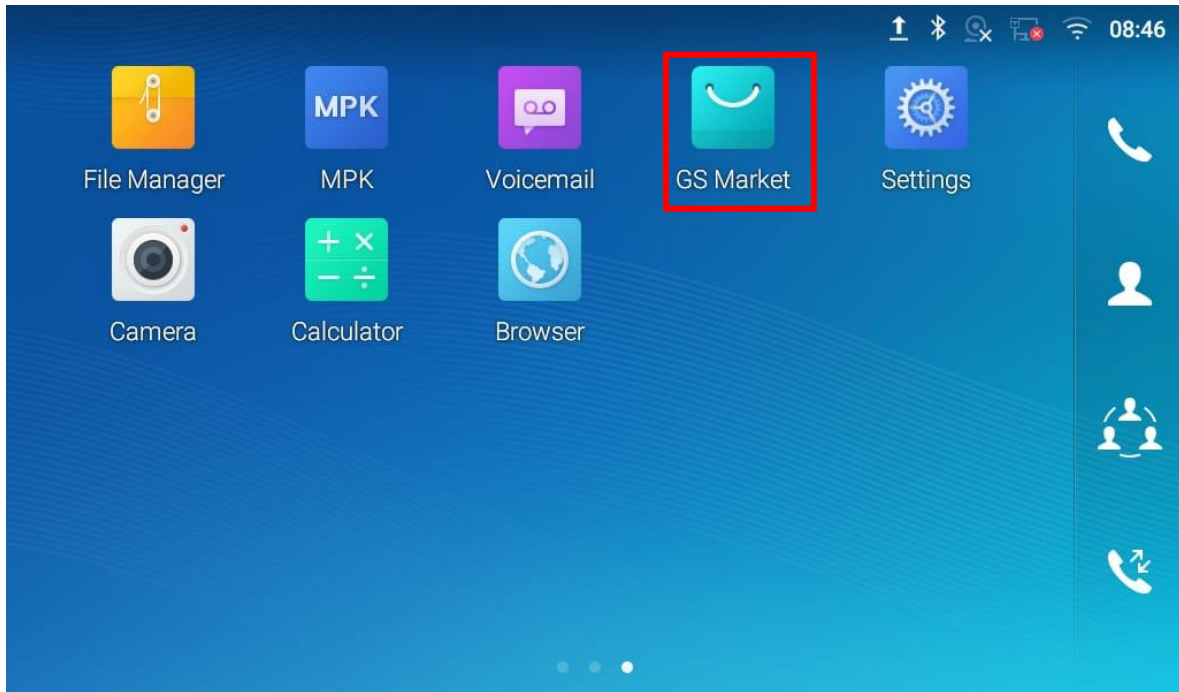 08:46
MPK
File Manager
MPK
Voicemail
GS Market
Settings
Camera
Calculator
Browser